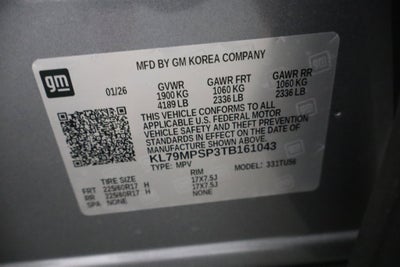 gm
MFD BY GM KOREA COMPANY
01/26
GVWR GAWR FRT GAWR RR
1900 KG 1060 KG 1060 KG
4189 LB 2336 LB 2336 LB
THIS VEHICLE CONFORMS TO ALL
APPLICABLE U.S. FEDERAL MOTOR
VEHICLE SAFETY AND THEFT
PREVENTION STANDARDS IN EFFECT
ON THE DATE OF MANUFACTURE
SHOWN ABOVE.
KL79MPSP3TB161043
TYPE: MPV MODEL: 331TU56
TIRE SIZE RIM
FRT 225/60R17 H 17X7.5J
RR 225/60R17 H 17X7.5J
SPA NONE NONE